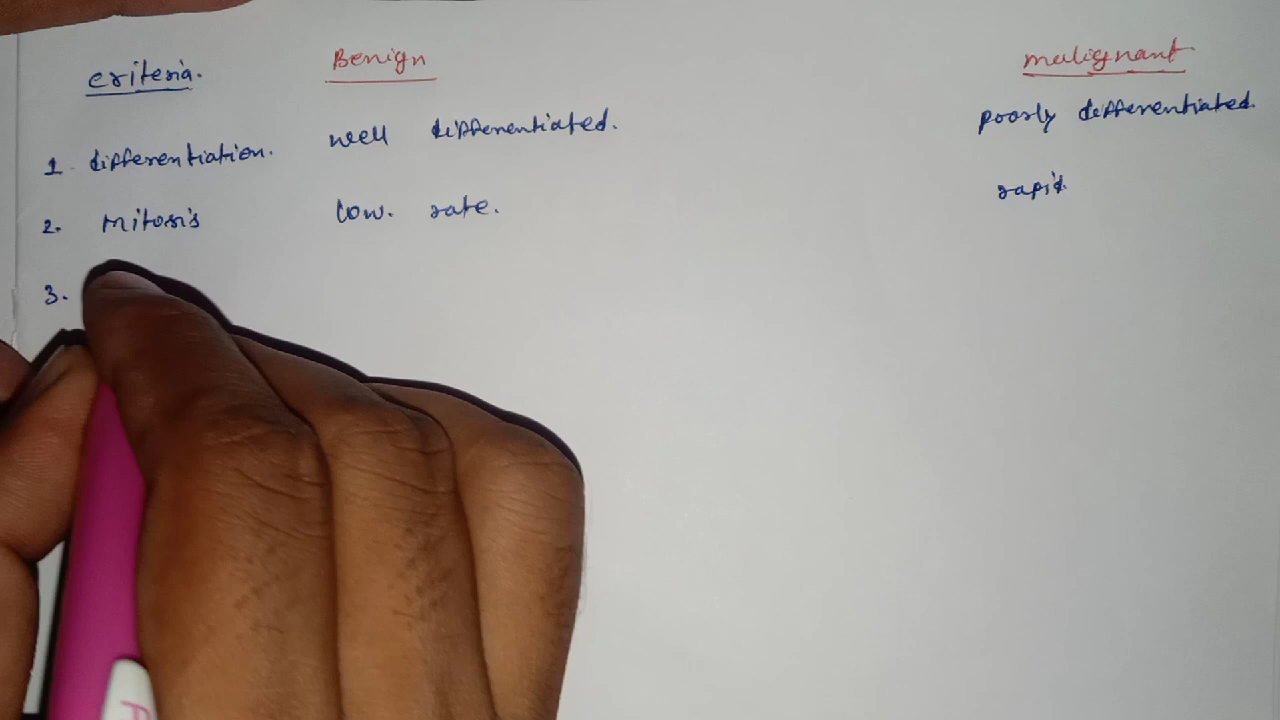 criteria. Benign malignant
1. differentiation. well differentiated. poorly differentiated.
2. Mitosis low. rate. rapid
3.